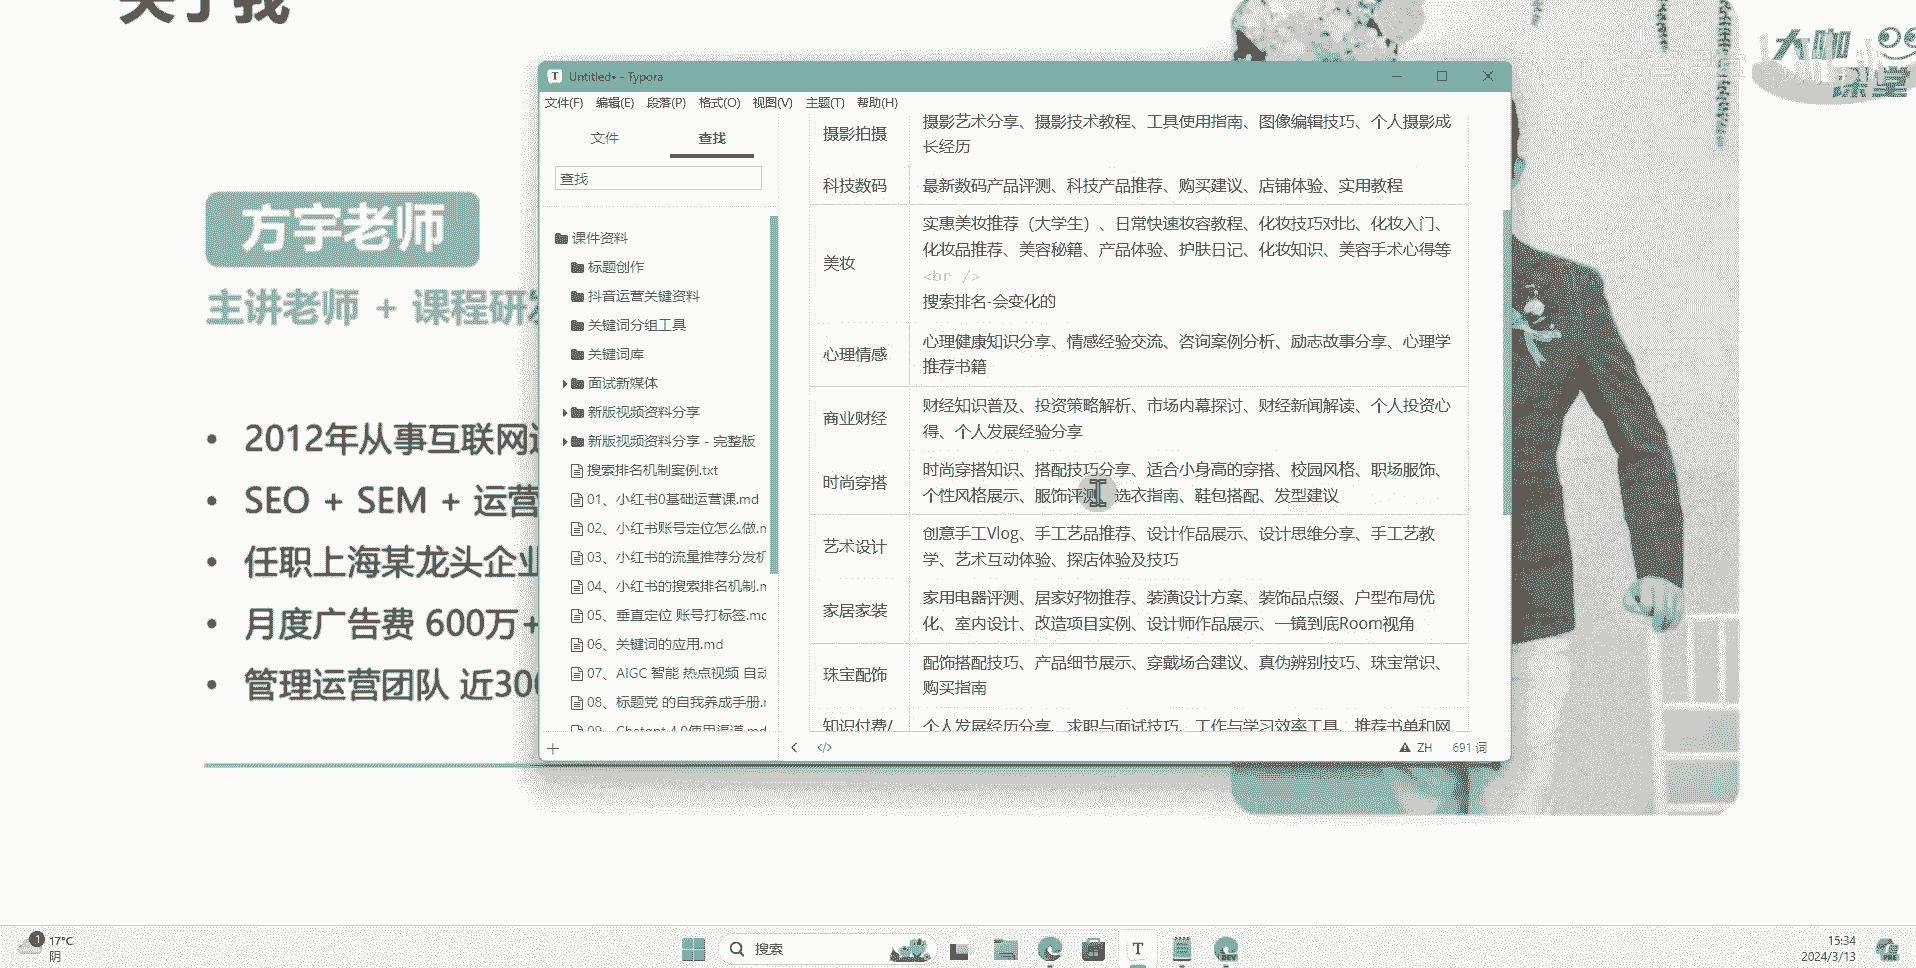 关于我
大咖
课堂
方宇老师
主讲老师 + 课程研发
• 2012年从事互联网
• SEO + SEM + 运营
• 任职上海某龙头企业
• 月度广告费 600万+
• 管理运营团队 近300
Untitled• - Typora
文件(F) 编辑(E) 段落(P) 格式(O) 视图(V) 主题(T) 帮助(H)
文件 查找
查找
课件资料
标题创作
抖音运营关键资料
关键词分组工具
关键词库
面试新媒体
新版视频资料分享
新版视频资料分享 - 完整版
搜索排名机制案例.txt
01、小红书0基础运营课.md
02、小红书账号定位怎么做.m
03、小红书的流量推荐分发机
04、小红书的搜索排名机制.m
05、垂直定位 账号打标签.md
06、关键词的应用.md
07、AIGC 智能 热点视频 自动
08、标题党 的自我养成手册.m
09、Chatgpt 4.0使用渠道.md
摄影拍摄
摄影艺术分享、摄影技术教程、工具使用指南、图像编辑技巧、个人摄影成
长经历
科技数码
最新数码产品评测、科技产品推荐、购买建议、店铺体验、实用教程
美妆
实惠美妆推荐（大学生）、日常快速妆容教程、化妆技巧对比、化妆入门、
化妆品推荐、美容秘籍、产品体验、护肤日记、化妆知识、美容手术心得等
<br />
搜索排名-会变化的
心理情感
心理健康知识分享、情感经验交流、咨询案例分析、励志故事分享、心理学
推荐书籍
商业财经
财经知识普及、投资策略解析、市场内幕探讨、财经新闻解读、个人投资心
得、个人发展经验分享
时尚穿搭
时尚穿搭知识、搭配技巧分享、适合小身高的穿搭、校园风格、职场服饰、
个性风格展示、服饰评测、选衣指南、鞋包搭配、发型建议
艺术设计
创意手工Vlog、手工艺品推荐、设计作品展示、设计思维分享、手工艺教
学、艺术互动体验、探店体验及技巧
家居家装
家用电器评测、居家好物推荐、装潢设计方案、装饰品点缀、户型布局优
化、室内设计、改造项目实例、设计师作品展示、一镜到底Room视角
珠宝配饰
配饰搭配技巧、产品细节展示、穿戴场合建议、真伪辨别技巧、珠宝常识、
购买指南
知识付费/
个人发展经历分享、求职与面试技巧、工作与学习效率工具、推荐书单和网
ZH 691 词
1 17°C
阴
搜索
15:34
2024/3/13